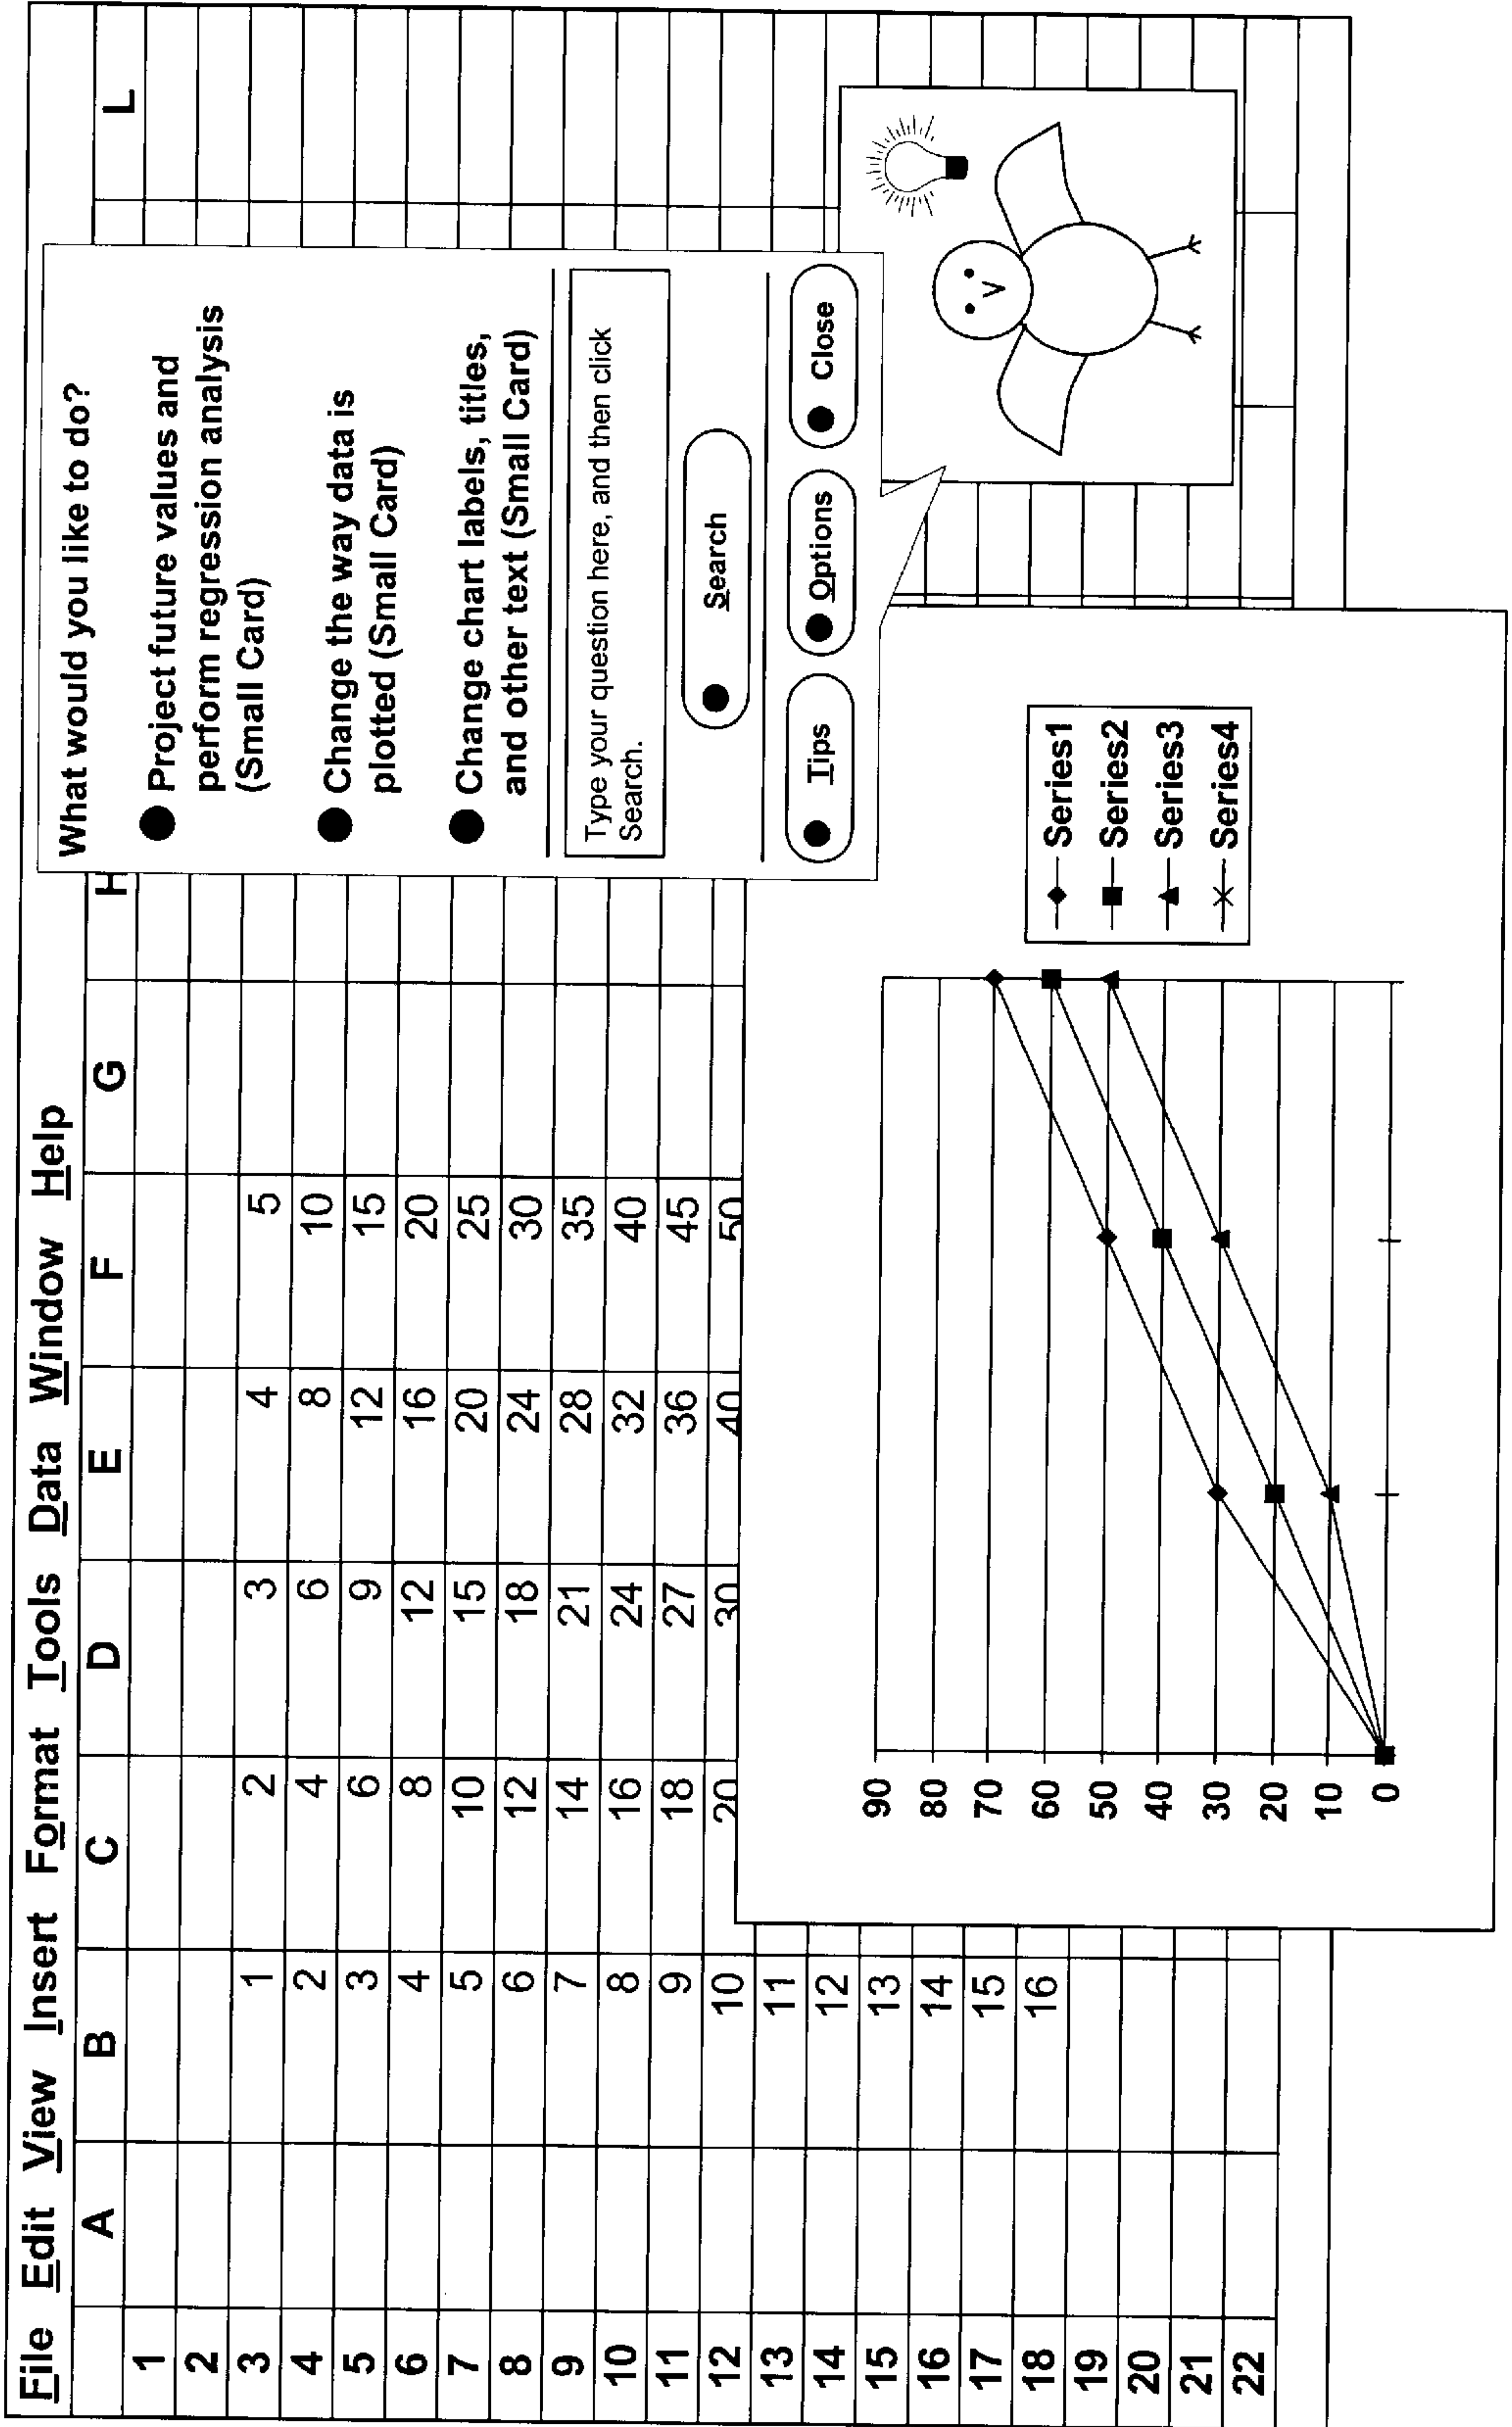 File Edit View Insert Format Tools Data Window Help
A B C D E F G H L
1
2
3 1 2 3 4 5
4 2 4 6 8 10
5 3 6 9 12 15
6 4 8 12 16 20
7 5 10 15 20 25
8 6 12 18 24 30
9 7 14 21 28 35
10 8 16 24 32 40
11 9 18 27 36 45
12 10 20 30 40 50
13 11
14 12
15 13
16 14
17 15
18 16
19
20
21
22
What would you like to do?
Project future values and
perform regression analysis
(Small Card)
Change the way data is
plotted (Small Card)
Change chart labels, titles,
and other text (Small Card)
Type your question here, and then click
Search.
Search
Tips Options Close
90
80
70
60
50
40
30
20
10
0
Series1
Series2
Series3
Series4